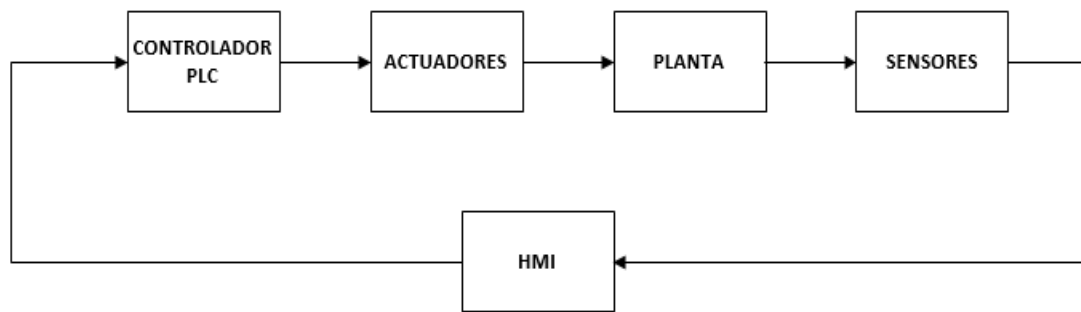 CONTROLADOR
PLC
ACTUADORES
PLANTA
SENSORES
HMI